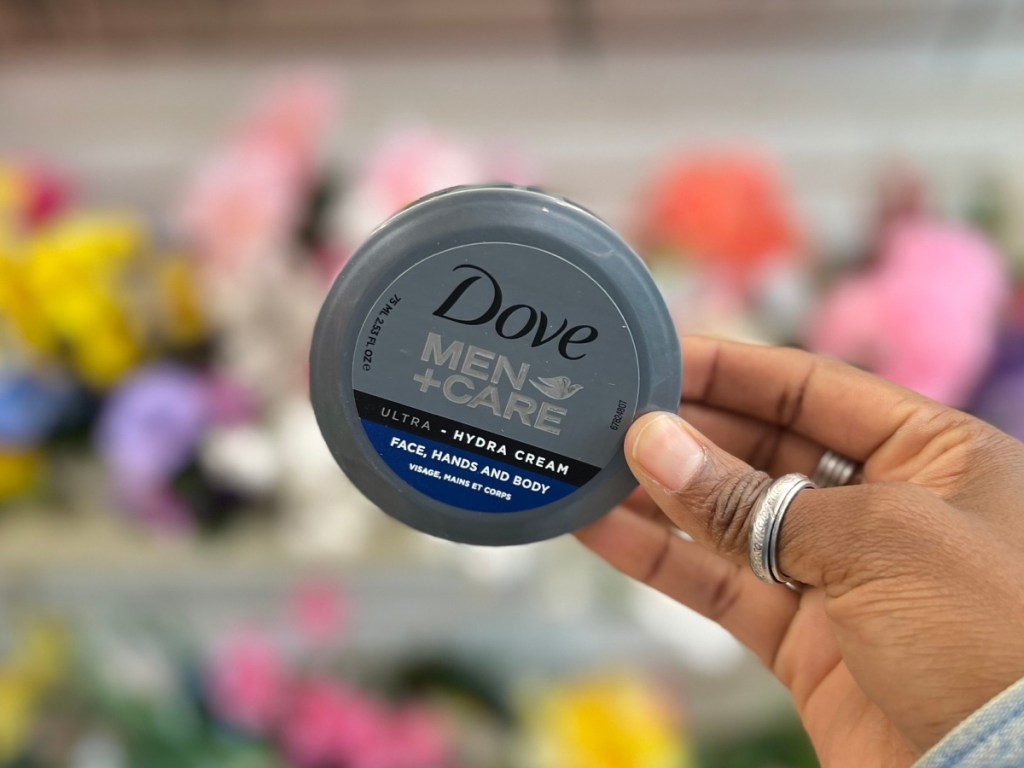 Dove
MEN
+CARE
ULTRA - HYDRA CREAM
FACE, HANDS AND BODY
VISAGE, MAINS ET CORPS
75 ML 2.53 FL.OZ e